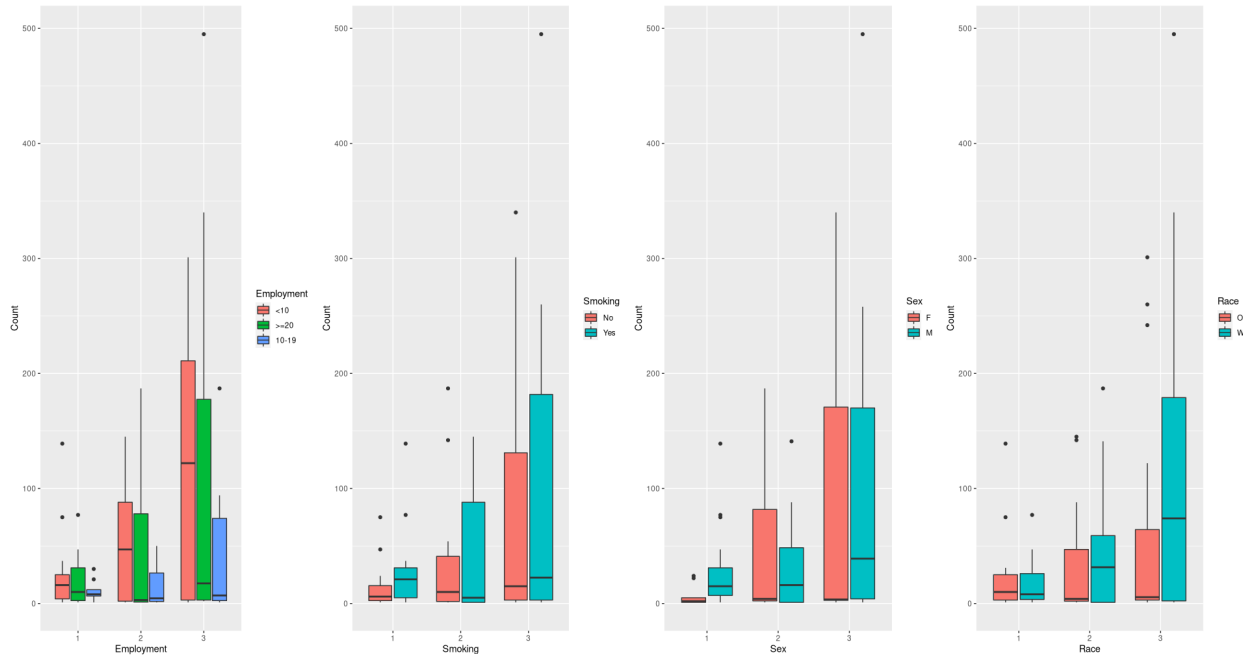 500
400
300
200
100
0
Count
1 2 3
Employment
Employment
<10
>=20
10-19
500
400
300
200
100
0
Count
1 2 3
Smoking
Smoking
No
Yes
500
400
300
200
100
0
Count
1 2 3
Sex
Sex
F
M
500
400
300
200
100
0
Count
1 2 3
Race
Race
O
W